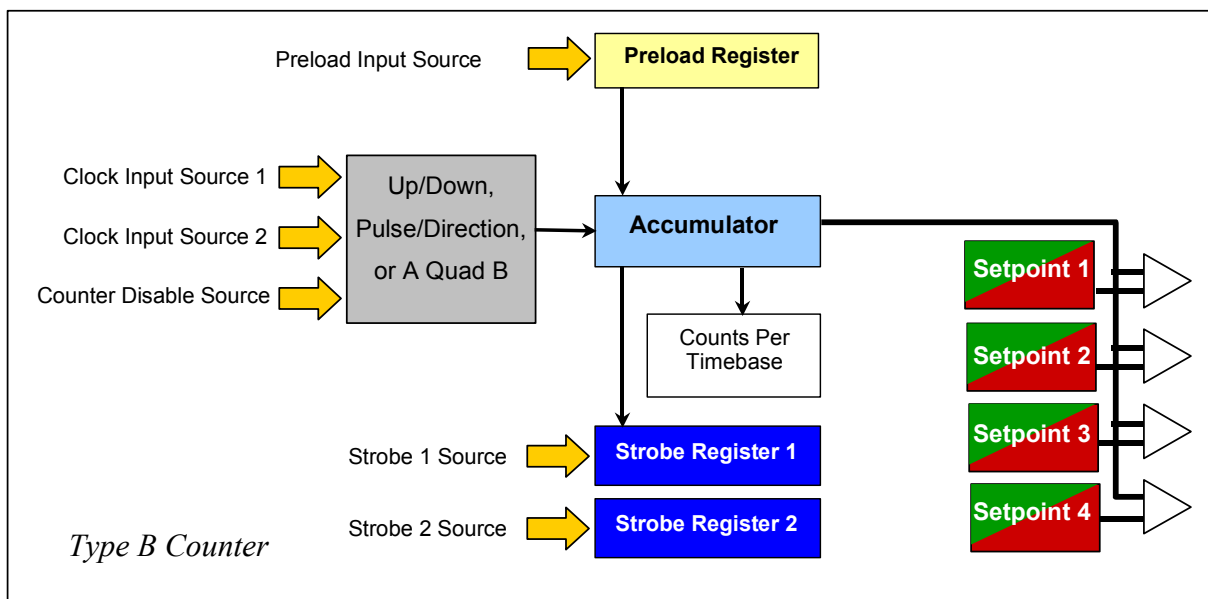 Preload Input Source
Preload Register
Clock Input Source 1
Clock Input Source 2
Counter Disable Source
Up/Down,
Pulse/Direction,
or A Quad B
Accumulator
Counts Per
Timebase
Setpoint 1
Setpoint 2
Setpoint 3
Setpoint 4
Strobe 1 Source
Strobe Register 1
Strobe 2 Source
Strobe Register 2
Type B Counter